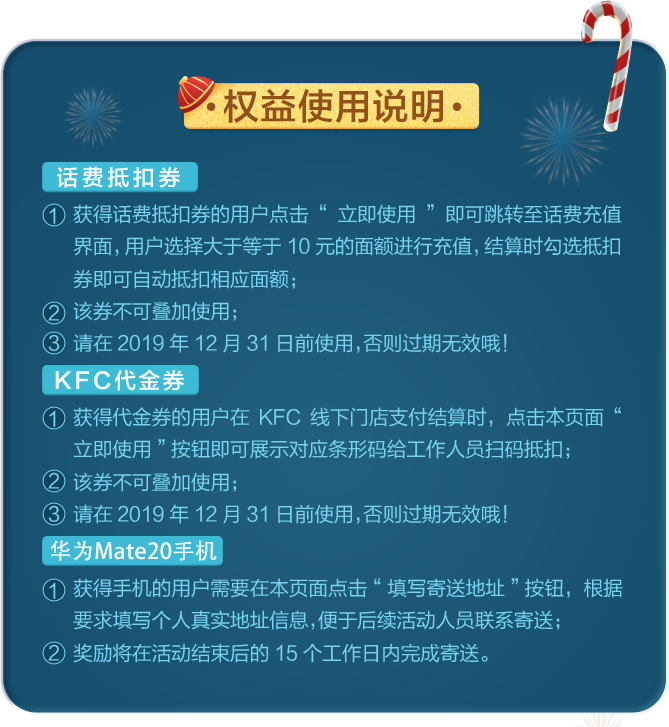 ·权益使用说明·
话费抵扣券
① 获得话费抵扣券的用户点击“立即使用”即可跳转至话费充值
界面，用户选择大于等于 10 元的面额进行充值，结算时勾选抵扣
券即可自动抵扣相应面额；
② 该券不可叠加使用；
③ 请在 2019 年 12 月 31 日前使用，否则过期无效哦！
KFC代金券
① 获得代金券的用户在 KFC 线下门店支付结算时，点击本页面“
立即使用”按钮即可展示对应条形码给工作人员扫码抵扣；
② 该券不可叠加使用；
③ 请在 2019 年 12 月 31 日前使用，否则过期无效哦！
华为Mate20手机
① 获得手机的用户需要在本页面点击“填写寄送地址”按钮，根据
要求填写个人真实地址信息，便于后续活动人员联系寄送；
② 奖励将在活动结束后的 15 个工作日内完成寄送。